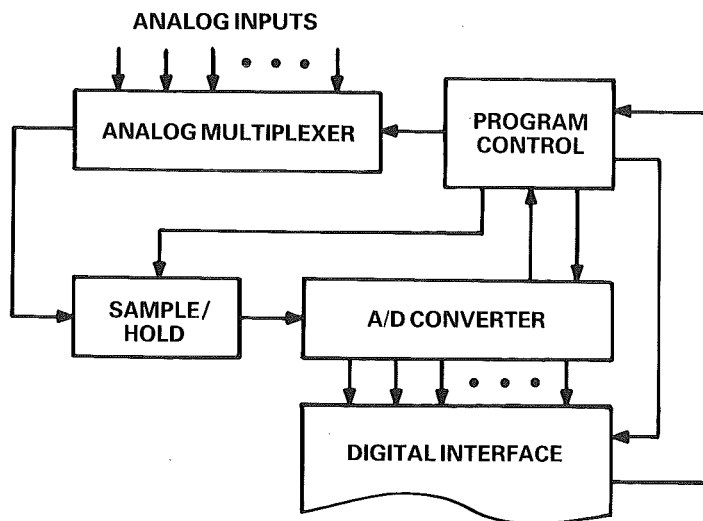 ANALOG INPUTS
ANALOG MULTIPLEXER
PROGRAM
CONTROL
SAMPLE/
HOLD
A/D CONVERTER
DIGITAL INTERFACE